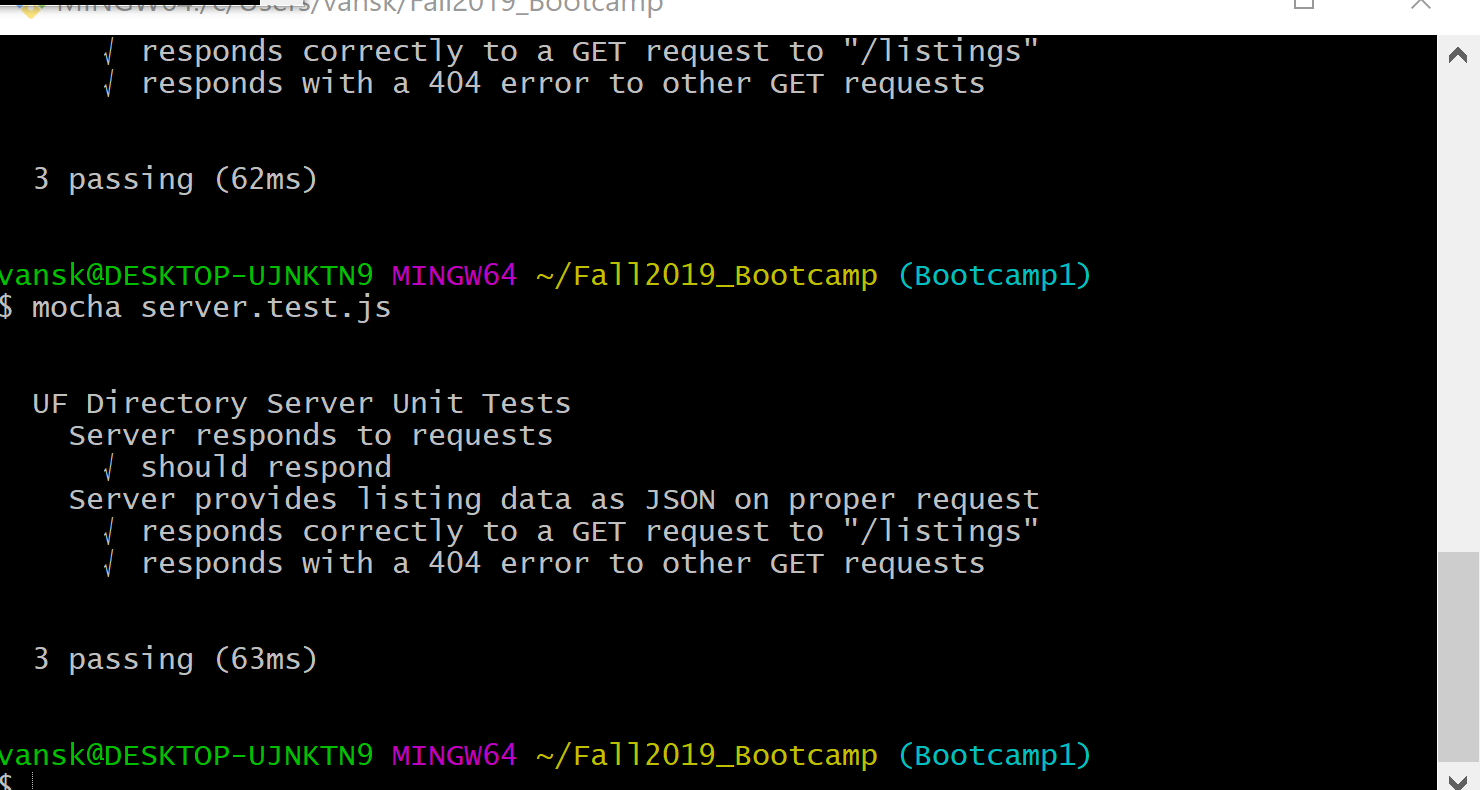 MINGW64:/c/Users/vansk/Fall2019_Bootcamp
√ responds correctly to a GET request to "/listings"
√ responds with a 404 error to other GET requests
3 passing (62ms)
vansk@DESKTOP-UJNKTN9 MINGW64 ~/Fall2019_Bootcamp (Bootcamp1)
$ mocha server.test.js
UF Directory Server Unit Tests
Server responds to requests
√ should respond
Server provides listing data as JSON on proper request
√ responds correctly to a GET request to "/listings"
√ responds with a 404 error to other GET requests
3 passing (63ms)
vansk@DESKTOP-UJNKTN9 MINGW64 ~/Fall2019_Bootcamp (Bootcamp1)
$